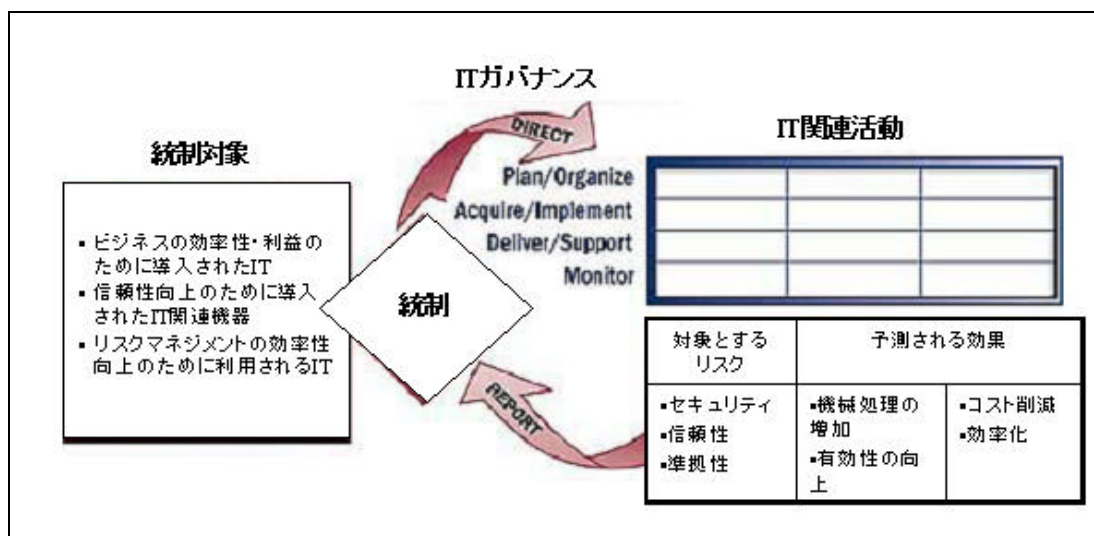 ITガバナンス
統制対象
▪ ビジネスの効率性・利益の
ために導入されたIT
▪ 信頼性向上のために導入
されたIT関連機器
▪ リスクマネジメントの効率性
向上のために利用されるIT
統制
DIRECT
Plan/Organize
Acquire/Implement
Deliver/Support
Monitor
REPORT
IT関連活動
対象とする
リスク
予測される効果
▪セキュリティ
▪信頼性
▪準拠性
▪機械処理の
増加
▪有効性の向
上
▪コスト削減
▪効率化